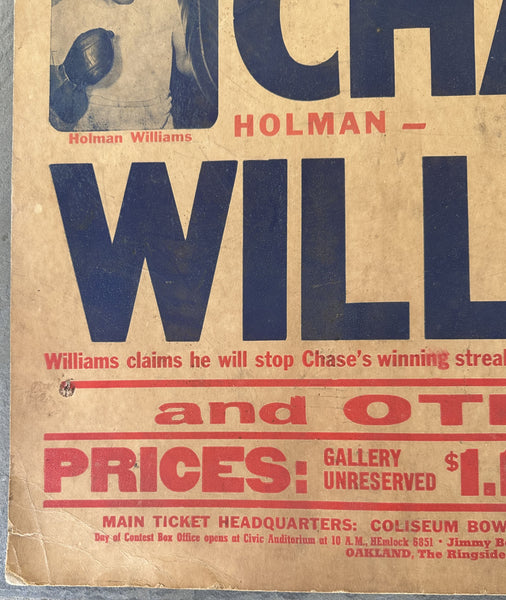 CHA
Holman Williams
HOLMAN –
WILL
Williams claims he will stop Chase's winning streak
and OT
PRICES: GALLERY UNRESERVED $1.
MAIN TICKET HEADQUARTERS: COLISEUM BOW
Day of Contest Box Office opens at Civic Auditorium at 10 A.M., HEmlock 6851 • Jimmy B
OAKLAND, The Ringside